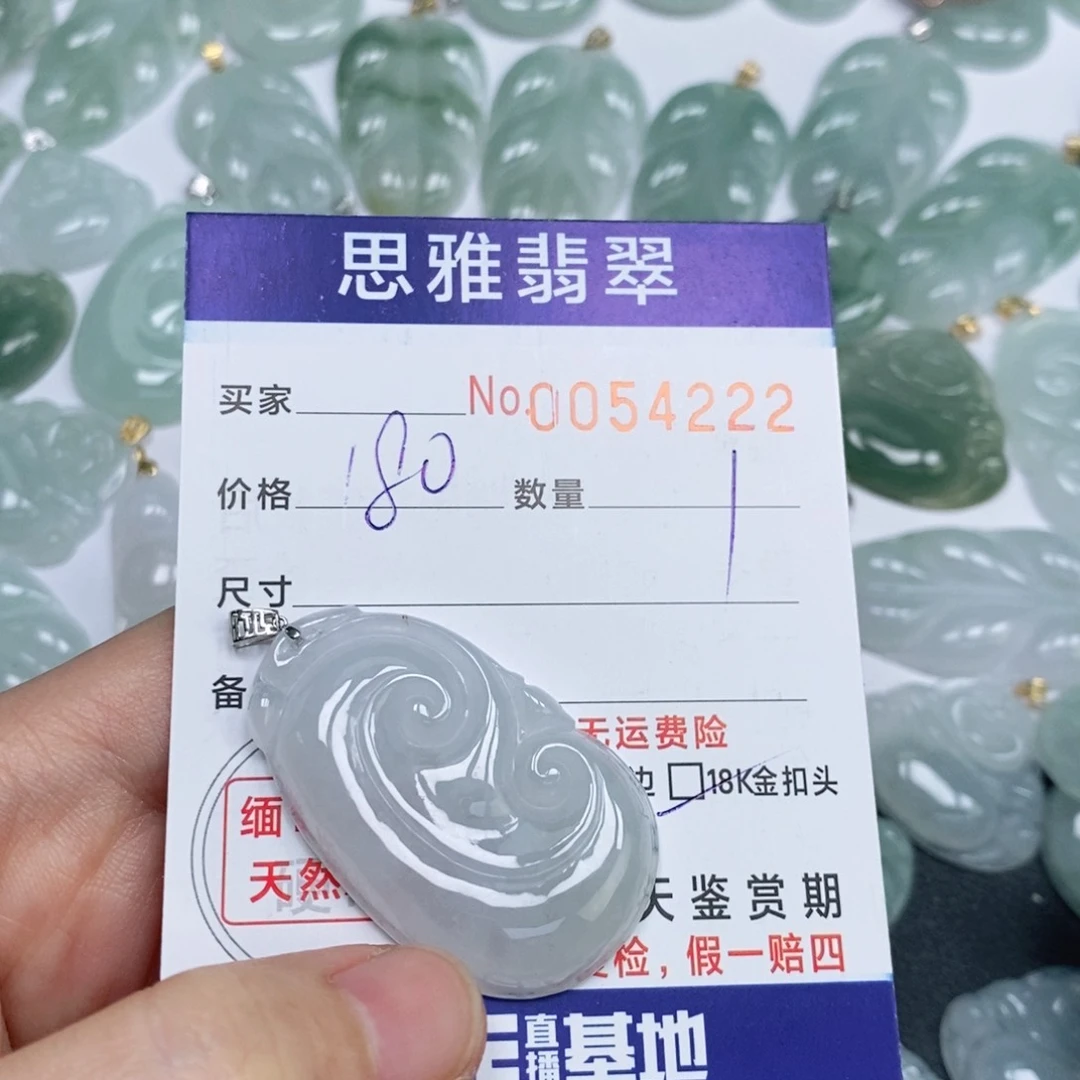 思雅翡翠
买家 No.0054222
价格 180 数量 1
尺寸
备
无运费险
边 □18K金扣头
缅
天然
天鉴赏期
检，假一赔四
直播基地